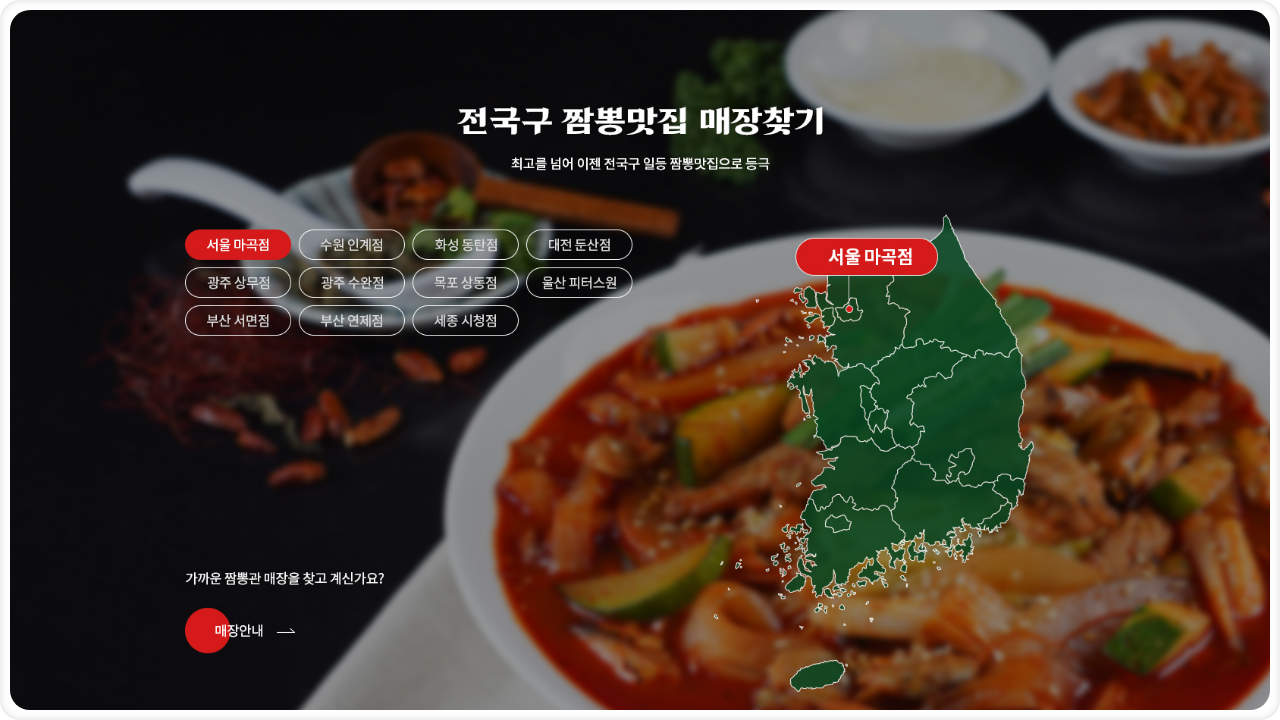 전국구 짬뽕맛집 매장찾기
최고를 넘어 이젠 전국구 일등 짬뽕맛집으로 등극
서울 마곡점 수원 인계점 화성 동탄점 대전 둔산점
광주 상무점 광주 수완점 목포 상동점 울산 피터스원
부산 서면점 부산 연제점 세종 시청점
서울 마곡점
가까운 짬뽕관 매장을 찾고 계신가요?
매장안내